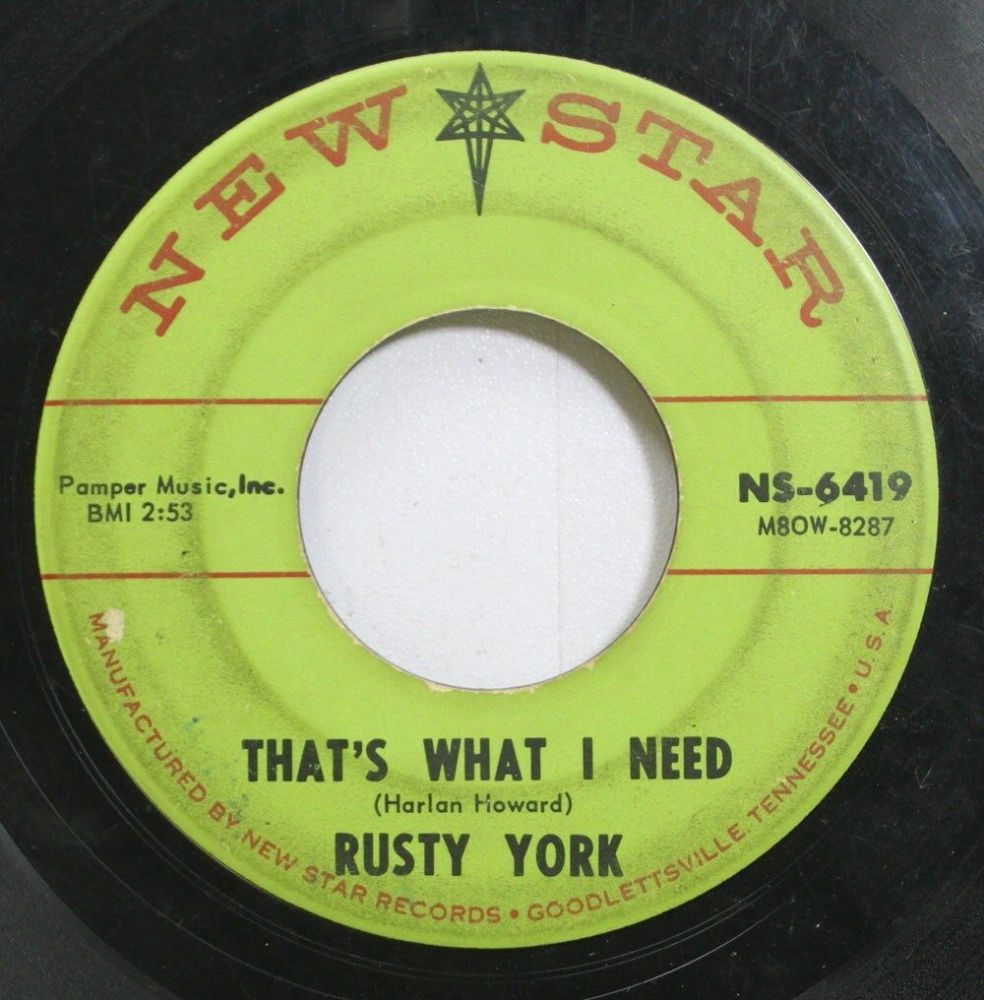 NEW STAR
Pamper Music, Inc.
BMI 2:53
NS-6419
M8OW-8287
THAT'S WHAT I NEED
(Harlan Howard)
RUSTY YORK
MANUFACTURED BY NEW STAR RECORDS • GOODLETTSVILLE, TENNESSEE • U.S.A